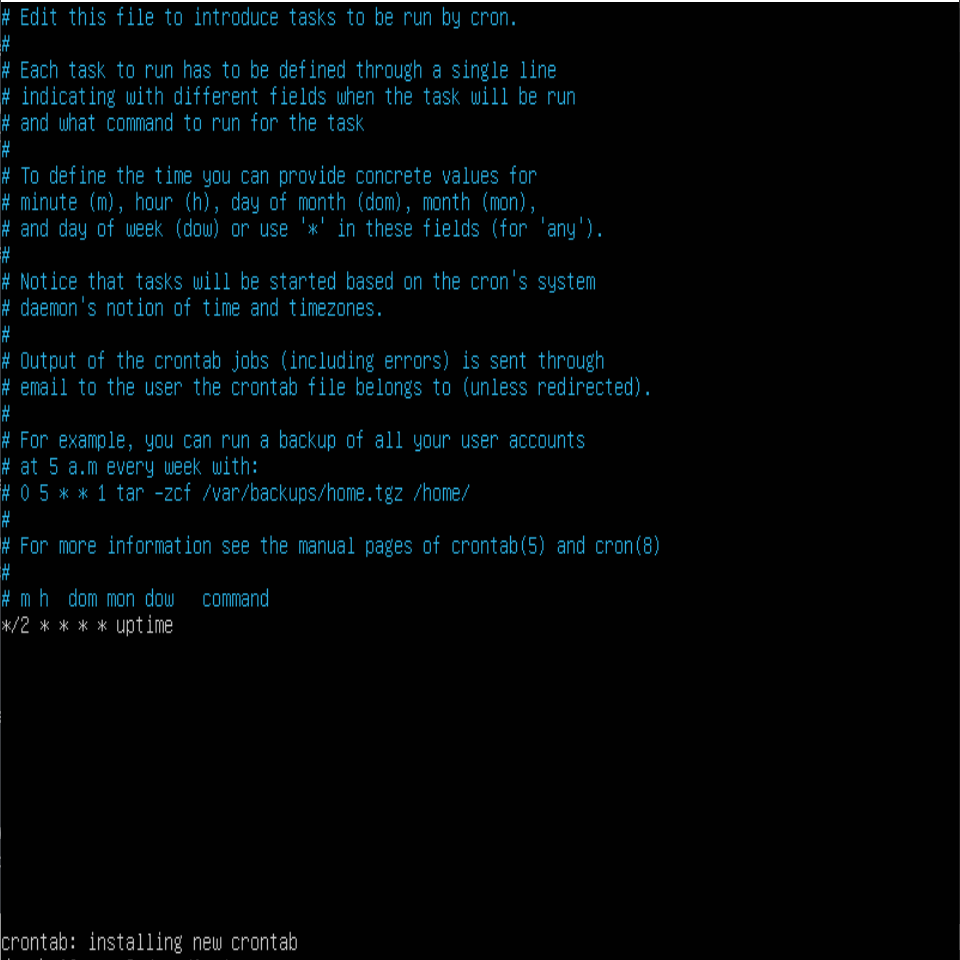 # Edit this file to introduce tasks to be run by cron.
#
# Each task to run has to be defined through a single line
# indicating with different fields when the task will be run
# and what command to run for the task
#
# To define the time you can provide concrete values for
# minute (m), hour (h), day of month (dom), month (mon),
# and day of week (dow) or use '*' in these fields (for 'any').
#
# Notice that tasks will be started based on the cron's system
# daemon's notion of time and timezones.
#
# Output of the crontab jobs (including errors) is sent through
# email to the user the crontab file belongs to (unless redirected).
#
# For example, you can run a backup of all your user accounts
# at 5 a.m every week with:
# 0 5 * * 1 tar -zcf /var/backups/home.tgz /home/
#
# For more information see the manual pages of crontab(5) and cron(8)
#
# m h  dom mon dow   command
*/2 * * * * uptime
crontab: installing new crontab